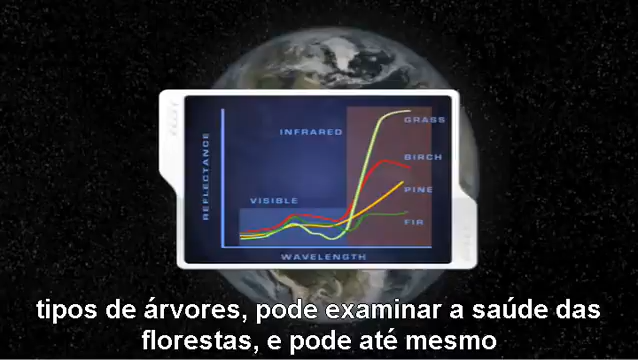 INFRARED
GRASS
BIRCH
VISIBLE
PINE
FIR
REFLECTANCE
WAVELENGTH
tipos de árvores, pode examinar a saúde das
florestas, e pode até mesmo